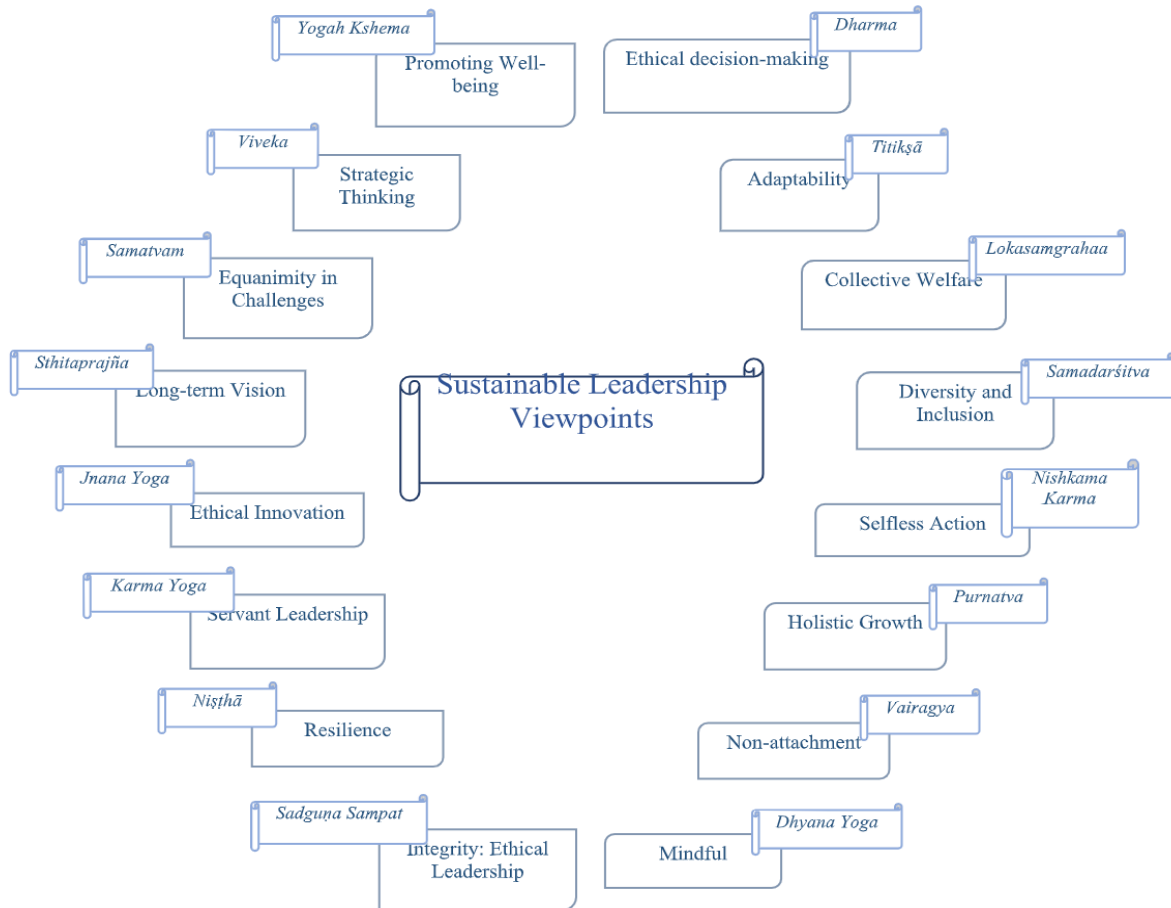 Yogah Kshema
Promoting Well-
being
Dharma
Ethical decision-making
Viveka
Strategic
Thinking
Titikṣā
Adaptability
Samatvam
Equanimity in
Challenges
Lokasamgrahaa
Collective Welfare
Sthitaprajña
Long-term Vision
Sustainable Leadership
Viewpoints
Samadarśitva
Diversity and
Inclusion
Jnana Yoga
Ethical Innovation
Nishkama
Karma
Selfless Action
Karma Yoga
Servant Leadership
Purnatva
Holistic Growth
Niṣṭhā
Resilience
Vairagya
Non-attachment
Sadguṇa Sampat
Integrity: Ethical
Leadership
Dhyana Yoga
Mindful